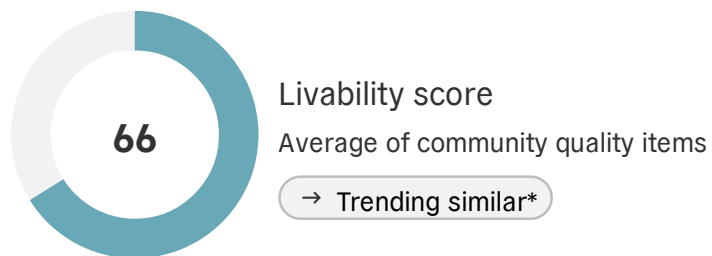 66
Livability score
Average of community quality items
→ Trending similar*